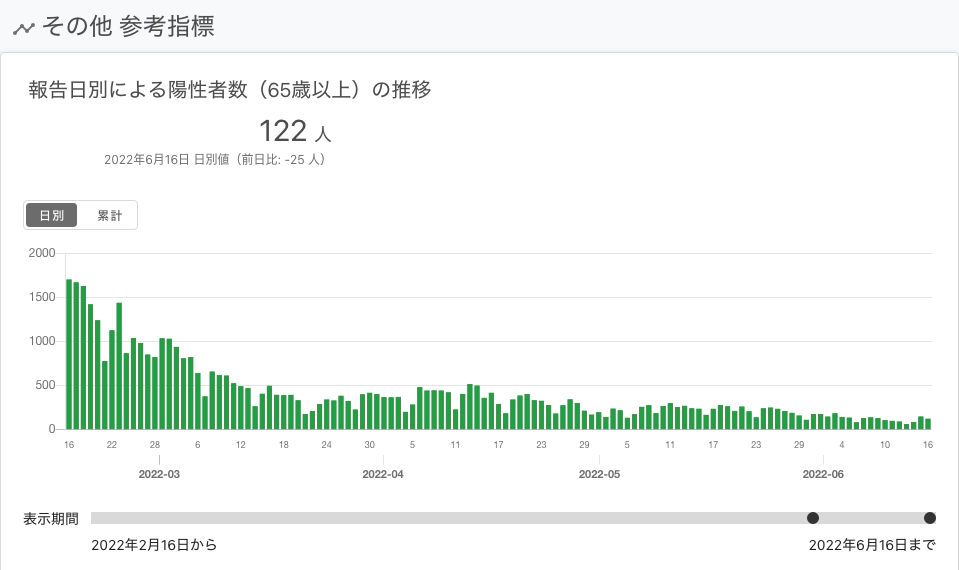 その他 参考指標
報告日別による陽性者数（65歳以上）の推移
122 人
2022年6月16日 日別値（前日比: -25 人）
日別 累計
2000
1500
1000
500
0
16 22 28 6 12 18 24 30 5 11 17 23 29 5 11 17 23 29 4 10 16
2022-03 2022-04 2022-05 2022-06
表示期間
2022年2月16日から 2022年6月16日まで